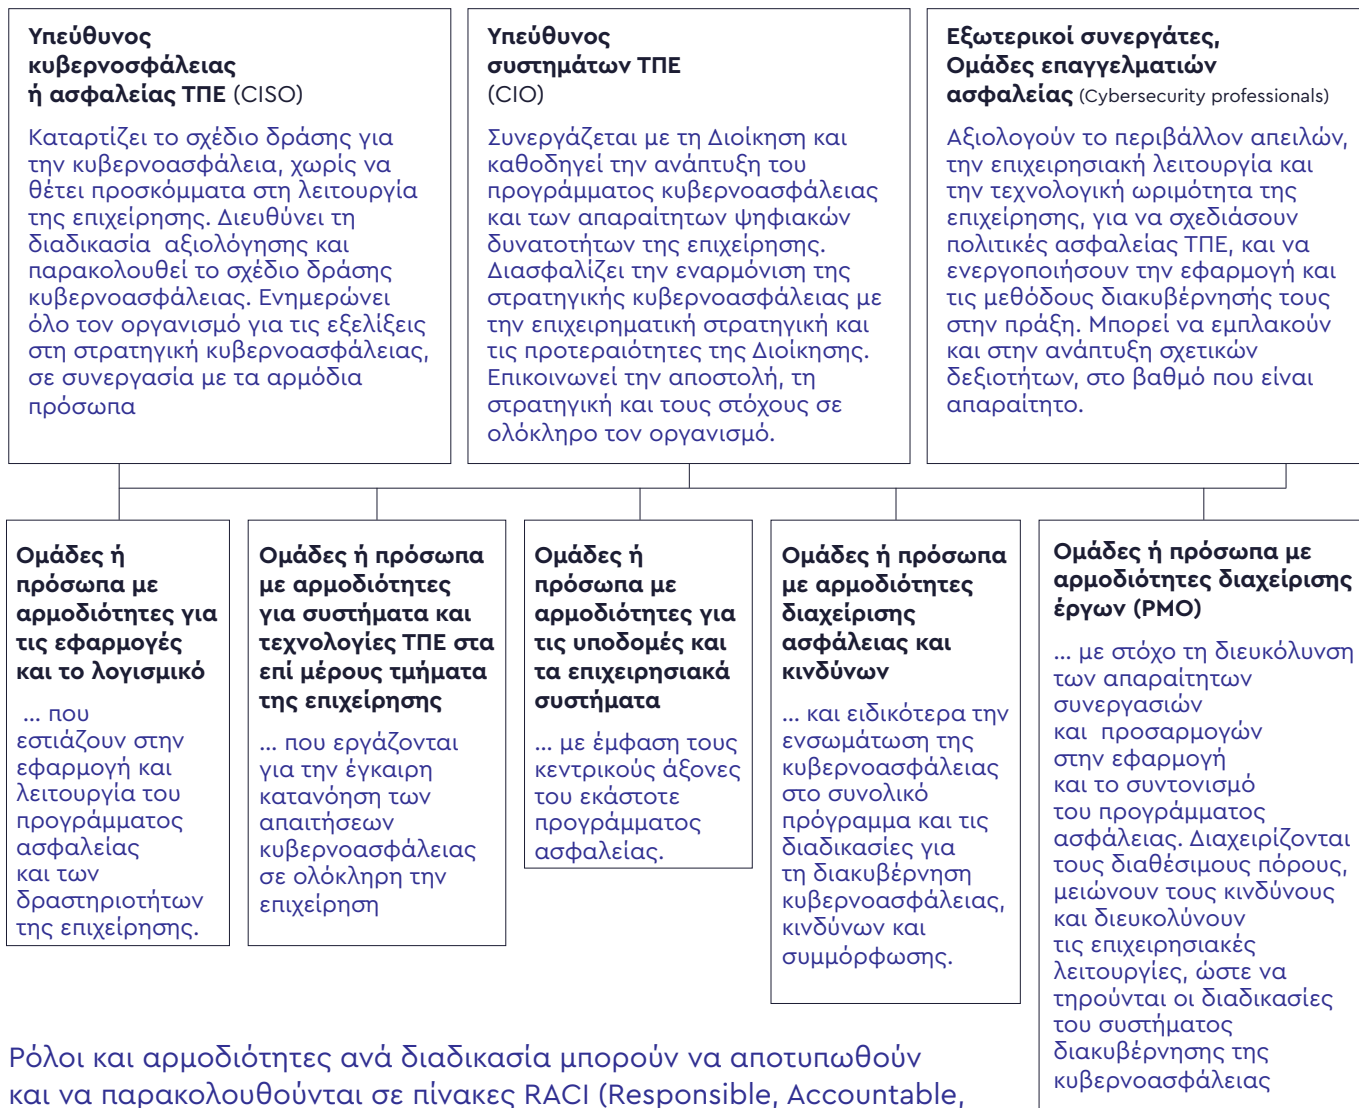 Υπεύθυνος
κυβερνοσφάλειας
ή ασφαλείας ΤΠΕ (CISO)
Καταρτίζει το σχέδιο δράσης για
την κυβερνοασφάλεια, χωρίς να
θέτει προσκόμματα στη λειτουργία
της επιχείρησης. Διευθύνει τη
διαδικασία αξιολόγησης και
παρακολουθεί το σχέδιο δράσης
κυβερνοασφάλειας. Ενημερώνει
όλο τον οργανισμό για τις εξελίξεις
στη στρατηγική κυβερνοασφάλειας,
σε συνεργασία με τα αρμόδια
πρόσωπα
Υπεύθυνος
συστημάτων ΤΠΕ
(CIO)
Συνεργάζεται με τη Διοίκηση και
καθοδηγεί την ανάπτυξη του
προγράμματος κυβερνοασφάλειας
και των απαραίτητων ψηφιακών
δυνατοτήτων της επιχείρησης.
Διασφαλίζει την εναρμόνιση της
στρατηγικής κυβερνοασφάλειας με
την επιχειρηματική στρατηγική και
τις προτεραιότητες της Διοίκησης.
Επικοινωνεί την αποστολή, τη
στρατηγική και τους στόχους σε
ολόκληρο τον οργανισμό.
Εξωτερικοί συνεργάτες,
Ομάδες επαγγελματιών
ασφαλείας (Cybersecurity professionals)
Αξιολογούν το περιβάλλον απειλών,
την επιχειρησιακή λειτουργία και
την τεχνολογική ωριμότητα της
επιχείρησης, για να σχεδιάσουν
πολιτικές ασφαλείας ΤΠΕ, και να
ενεργοποιήσουν την εφαρμογή και
τις μεθόδους διακυβέρνησής τους
στην πράξη. Μπορεί να εμπλακούν
και στην ανάπτυξη σχετικών
δεξιοτήτων, στο βαθμό που είναι
απαραίτητο.
Ομάδες ή
πρόσωπα με
αρμοδιότητες για
τις εφαρμογές
και το λογισμικό
... που
εστιάζουν στην
εφαρμογή και
λειτουργία του
προγράμματος
ασφαλείας
και των
δραστηριοτήτων
της επιχείρησης.
Ομάδες ή πρόσωπα
με αρμοδιότητες
για συστήματα και
τεχνολογίες ΤΠΕ στα
επί μέρους τμήματα
της επιχείρησης
... που εργάζονται
για την έγκαιρη
κατανόηση των
απαιτήσεων
κυβερνοασφάλειας
σε ολόκληρη την
επιχείρηση
Ομάδες ή
πρόσωπα με
αρμοδιότητες για
τις υποδομές και
τα επιχειρησιακά
συστήματα
... με έμφαση τους
κεντρικούς άξονες
του εκάστοτε
προγράμματος
ασφαλείας.
Ομάδες ή πρόσωπα
με αρμοδιότητες
διαχείρισης
ασφάλειας και
κινδύνων
... και ειδικότερα την
ενσωμάτωση της
κυβερνοασφάλειας
στο συνολικό
πρόγραμμα και τις
διαδικασίες για
τη διακυβέρνηση
κυβερνοασφάλειας,
κινδύνων και
συμμόρφωσης.
Ομάδες ή πρόσωπα με
αρμοδιότητες διαχείρισης
έργων (PMO)
... με στόχο τη διευκόλυνση
των απαραίτητων
συνεργασιών
και προσαρμογών
στην εφαρμογή
και το συντονισμό
του προγράμματος
ασφάλειας. Διαχειρίζονται
τους διαθέσιμους πόρους,
μειώνουν τους κινδύνους
και διευκολύνουν
τις επιχειρησιακές
λειτουργίες, ώστε να
τηρούνται οι διαδικασίες
του συστήματος
διακυβέρνησης της
κυβερνοασφάλειας
Ρόλοι και αρμοδιότητες ανά διαδικασία μπορούν να αποτυπωθούν
και να παρακολουθούνται σε πίνακες RACI (Responsible, Accountable,